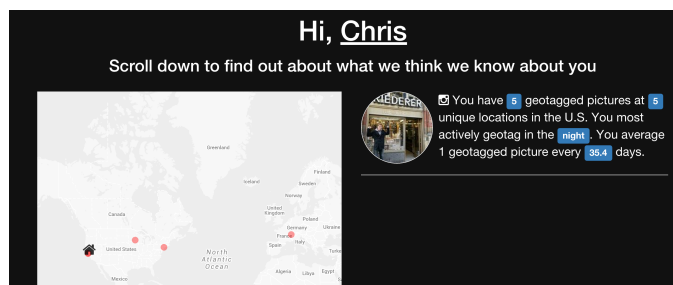 Hi, Chris
Scroll down to find out about what we think we know about you
You have 5 geotagged pictures at 5
unique locations in the U.S. You most
actively geotag in the night. You average
1 geotagged picture every 35.4 days.
EDERER
Greenland
Finland
Iceland
Sweden
Norway
United
Kingdom
Poland
Canada
Germany
Ukraine
France
Italy
United States
Spain
Turke
North
Atlantic
Ocean
Algeria
Libya
Egypt
Mexico